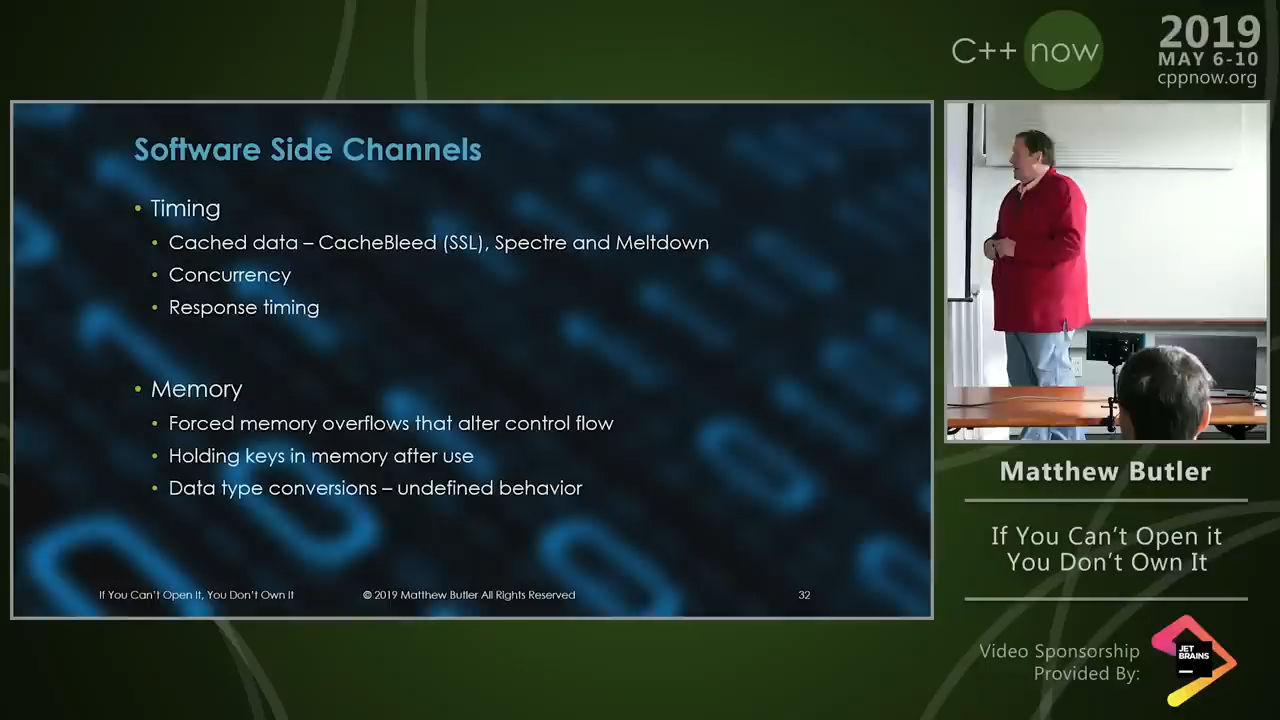 C++ now
2019
MAY 6-10
cppnow.org
Software Side Channels
• Timing
• Cached data – CacheBleed (SSL), Spectre and Meltdown
• Concurrency
• Response timing
• Memory
• Forced memory overflows that alter control flow
• Holding keys in memory after use
• Data type conversions – undefined behavior
If You Can't Open It, You Don't Own It
© 2019 Matthew Butler All Rights Reserved
32
Matthew Butler
If You Can't Open it
You Don't Own It
Video Sponsorship
Provided By:
JET
BRAINS